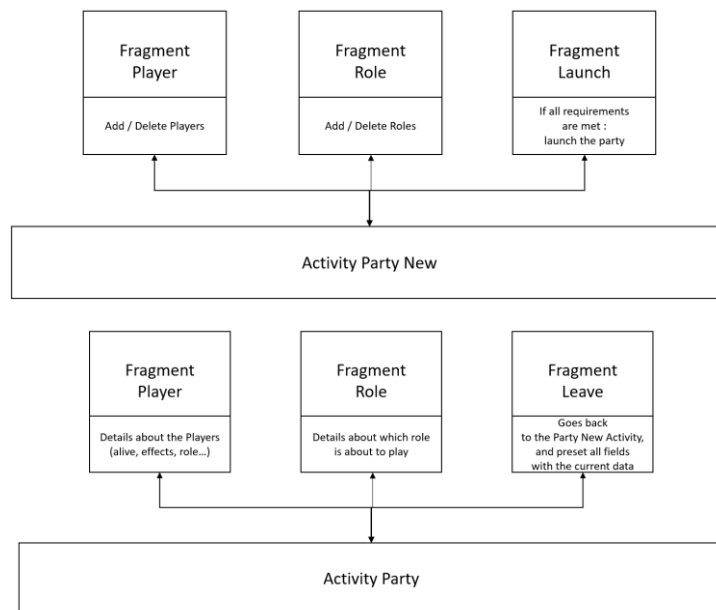 Fragment
Player
Add / Delete Players
Fragment
Role
Add / Delete Roles
Fragment
Launch
If all requirements
are met :
launch the party
Activity Party New
Fragment
Player
Details about the Players
(alive, effects, role...)
Fragment
Role
Details about which role
is about to play
Fragment
Leave
Goes back
to the Party New Activity,
and preset all fields
with the current data
Activity Party